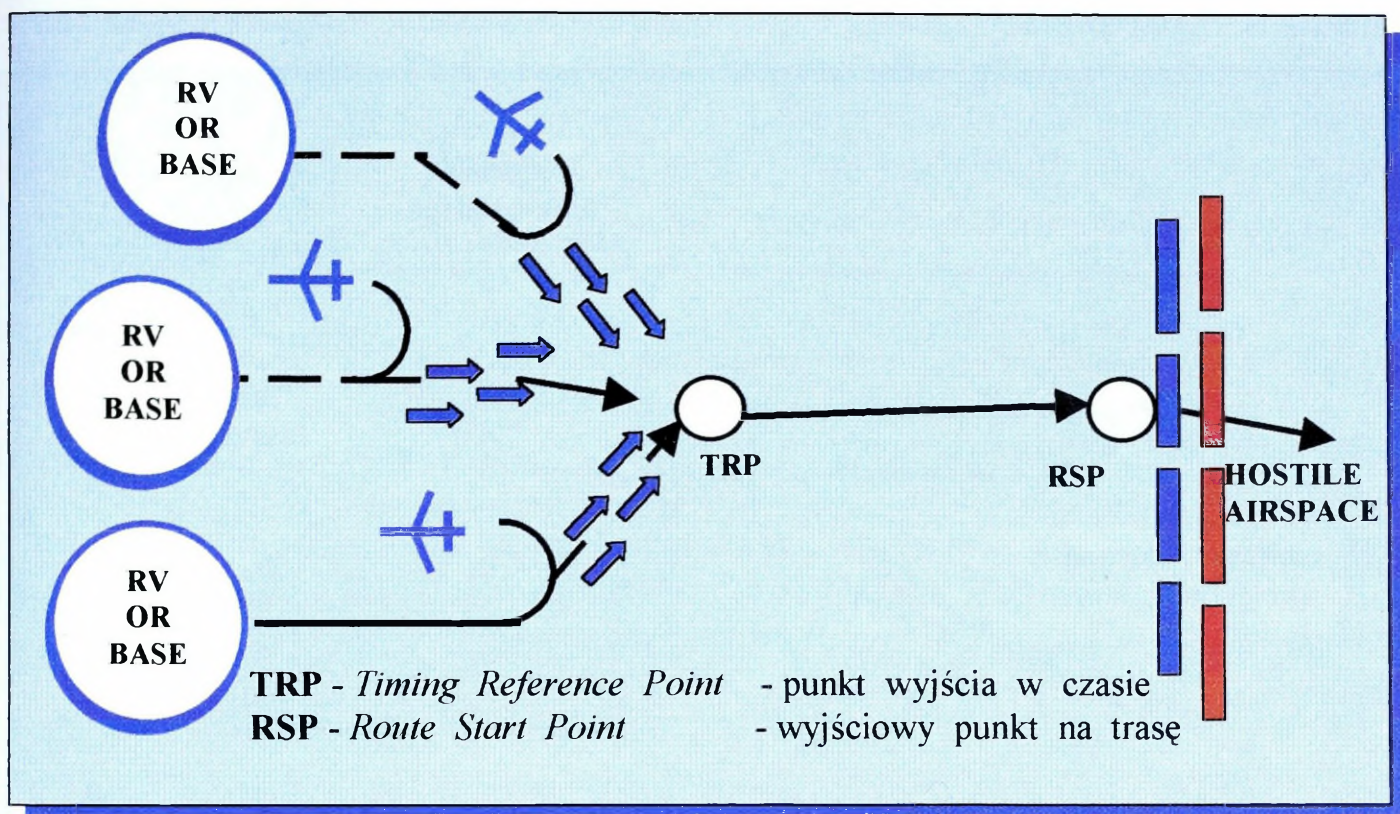 RV
OR
BASE
RV
OR
BASE
RV
OR
BASE
TRP
RSP
HOSTILE
AIRSPACE
TRP - Timing Reference Point - punkt wyjścia w czasie
RSP - Route Start Point - wyjściowy punkt na trasę